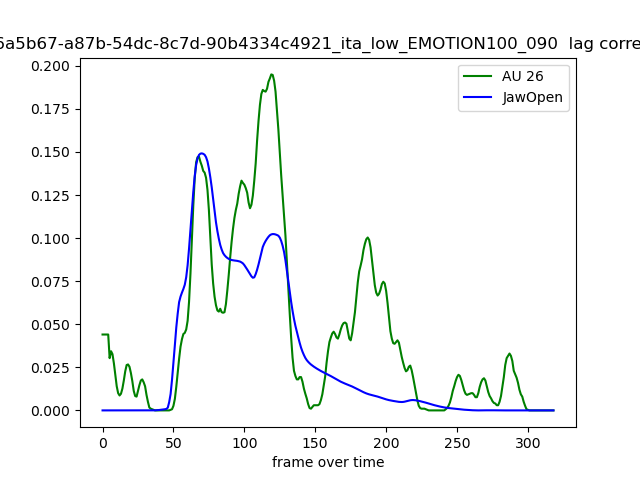 6a5b67-a87b-54dc-8c7d-90b4334c4921_ita_low_EMOTION100_090 lag corre
AU 26
JawOpen
0.200
0.175
0.150
0.125
0.100
0.075
0.050
0.025
0.000
0 50 100 150 200 250 300
frame over time